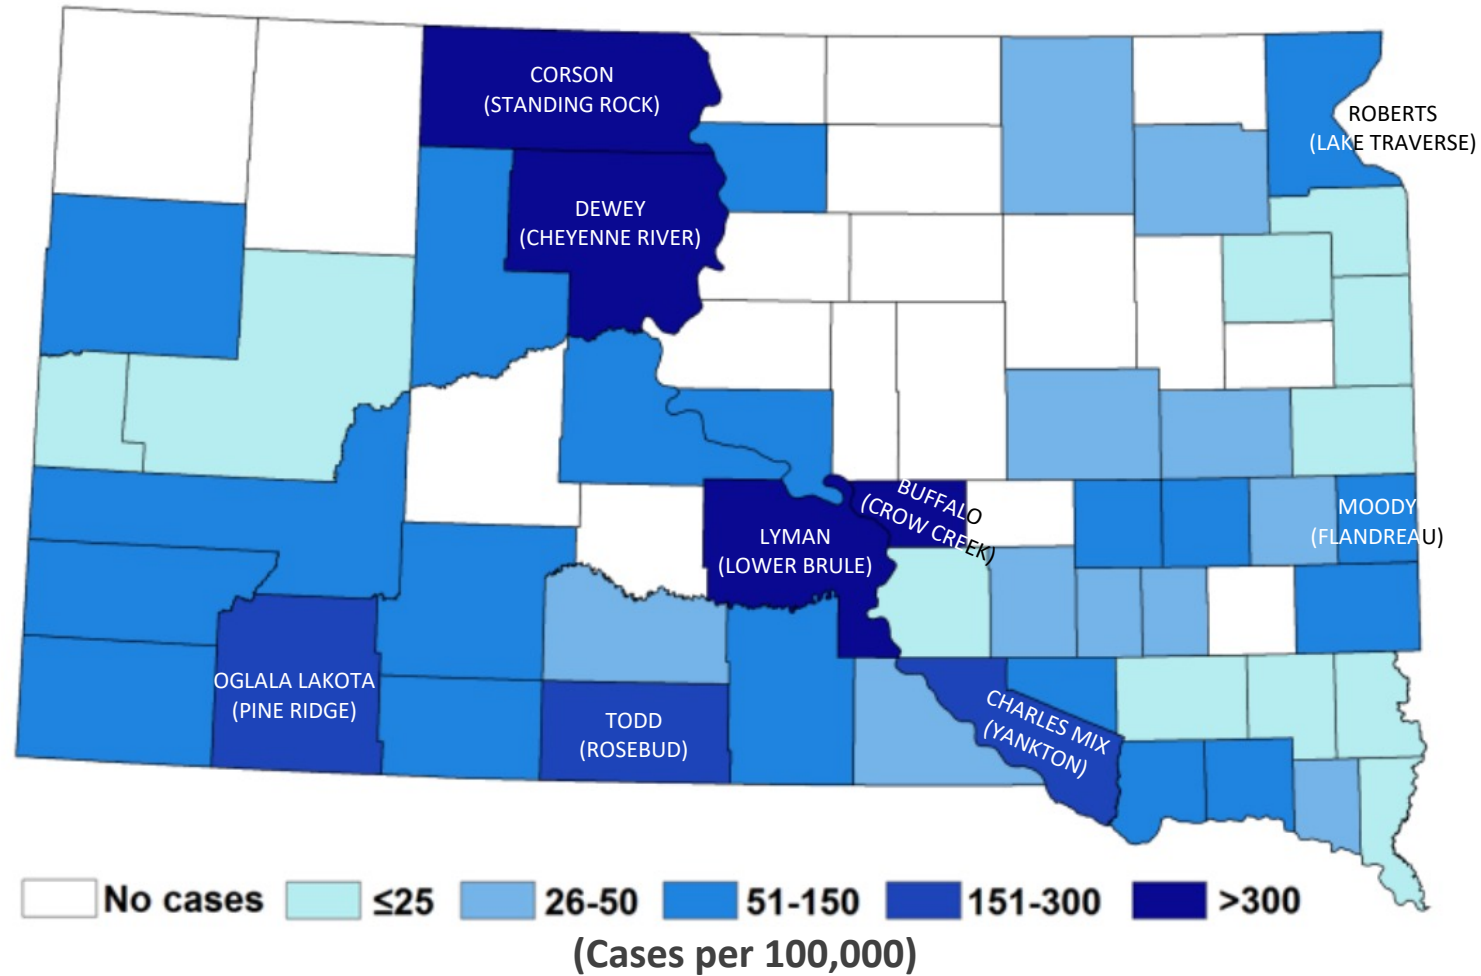 CORSON
(STANDING ROCK)
ROBERTS
(LAKE TRAVERSE)
DEWEY
(CHEYENNE RIVER)
BUFFALO
(CROW CREEK)
MOODY
(FLANDREAU)
LYMAN
(LOWER BRULE)
OGLALA LAKOTA
(PINE RIDGE)
TODD
(ROSEBUD)
CHARLES MIX
(YANKTON)
No cases ≤25 26-50 51-150 151-300 >300
(Cases per 100,000)